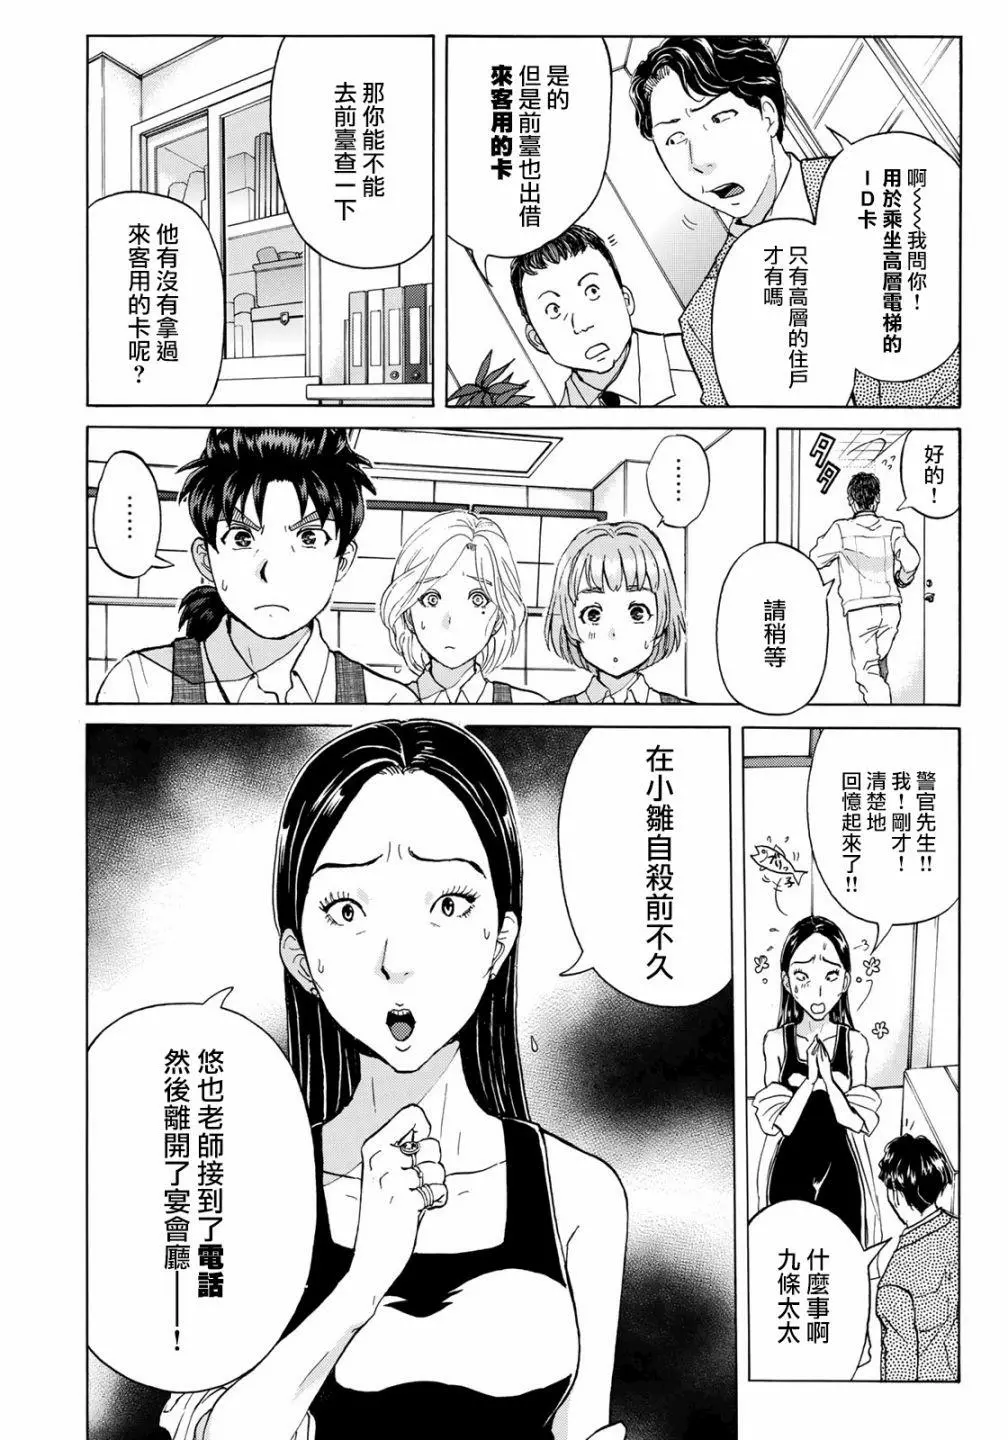 啊～～我問你！
用於乘坐高層電梯的
ID卡
只有高層的住戶
才有嗎
是的
但是前臺也出借
來客用的卡
那你能不能
去前臺查一下
他有沒有拿過
來客用的卡呢？
好的！
請稍等
……
……
警官先生!!
我！剛才！
清楚地
回憶起來了!!
什麼事啊
九條太太
在小雛自殺前不久
悠也老師接到了電話
然後離開了宴會廳——！